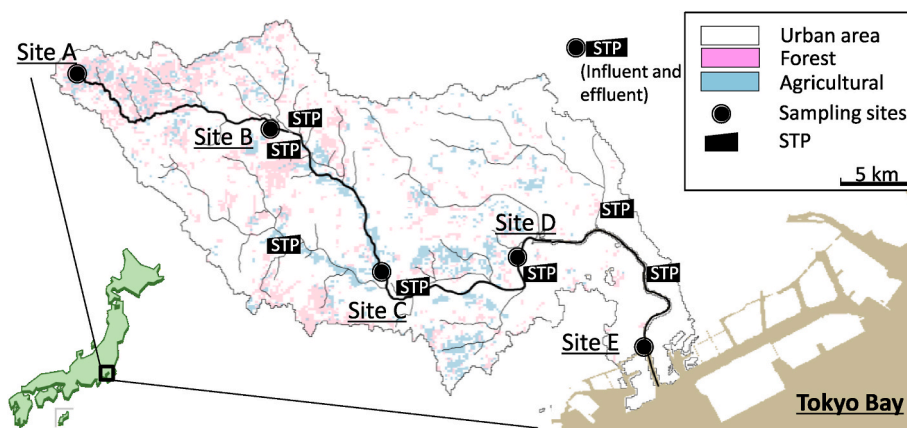 Site A
STP
(Influent and
effluent)
Urban area
Forest
Agricultural
Sampling sites
STP
5 km
STP
Site B
STP
STP
Site D
STP
STP
STP
STP
Site C
Site E
Tokyo Bay